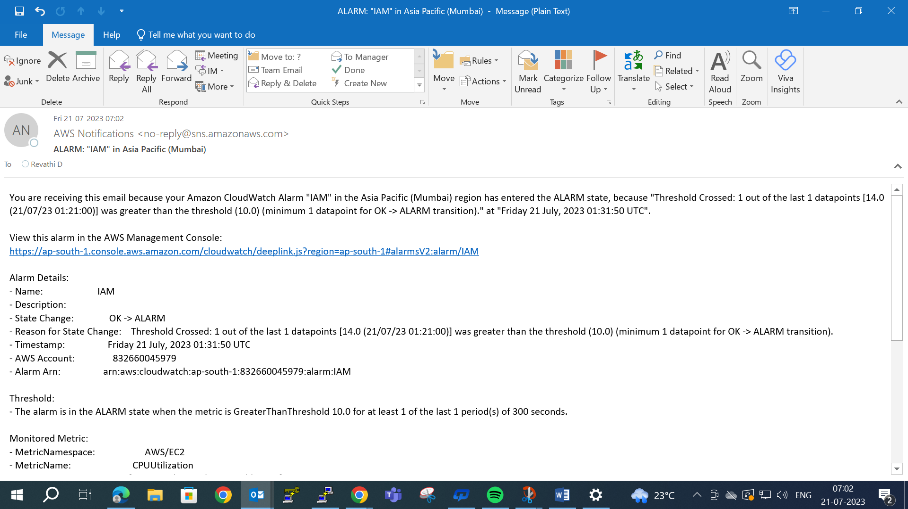 ALARM: "IAM" in Asia Pacific (Mumbai) - Message (Plain Text)
File Message Help Tell me what you want to do
Ignore
Junk
Delete
Archive
Reply
Reply All
Forward
Meeting
IM
More
Move to: ?
Team Email
Reply & Delete
To Manager
Done
Create New
Move
Rules
Actions
Mark Unread
Categorize
Follow Up
Translate
Find
Related
Select
Read Aloud
Zoom
Viva Insights
Delete Respond Quick Steps Move Tags Editing Speech Zoom
AN
Fri 21-07-2023 07:02
AWS Notifications <no-reply@sns.amazonaws.com>
ALARM: "IAM" in Asia Pacific (Mumbai)
To Revathi D
You are receiving this email because your Amazon CloudWatch Alarm "IAM" in the Asia Pacific (Mumbai) region has entered the ALARM state, because "Threshold Crossed: 1 out of the last 1 datapoints [14.0
(21/07/23 01:21:00)] was greater than the threshold (10.0) (minimum 1 datapoint for OK -> ALARM transition)." at "Friday 21 July, 2023 01:31:50 UTC".
View this alarm in the AWS Management Console:
https://ap-south-1.console.aws.amazon.com/cloudwatch/deeplink.js?region=ap-south-1#alarmsV2:alarm/IAM
Alarm Details:
- Name: IAM
- Description:
- State Change: OK -> ALARM
- Reason for State Change: Threshold Crossed: 1 out of the last 1 datapoints [14.0 (21/07/23 01:21:00)] was greater than the threshold (10.0) (minimum 1 datapoint for OK -> ALARM transition).
- Timestamp: Friday 21 July, 2023 01:31:50 UTC
- AWS Account: 832660045979
- Alarm Arn: arn:aws:cloudwatch:ap-south-1:832660045979:alarm:IAM
Threshold:
- The alarm is in the ALARM state when the metric is GreaterThanThreshold 10.0 for at least 1 of the last 1 period(s) of 300 seconds.
Monitored Metric:
- MetricNamespace: AWS/EC2
- MetricName: CPUUtilization
23°C ENG
07:02
21-07-2023
2